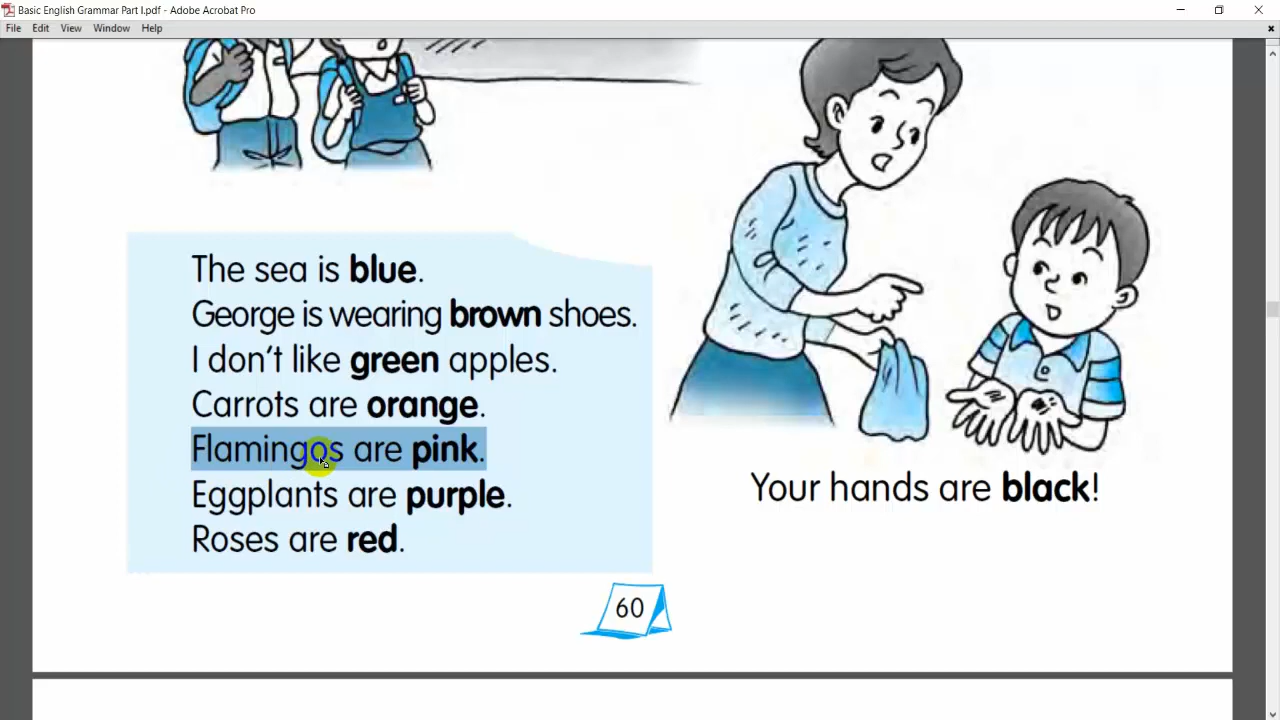 Basic English Grammar Part I.pdf - Adobe Acrobat Pro
File Edit View Window Help
The sea is blue.
George is wearing brown shoes.
I don't like green apples.
Carrots are orange.
Flamingos are pink.
Eggplants are purple.
Roses are red.
Your hands are black!
60